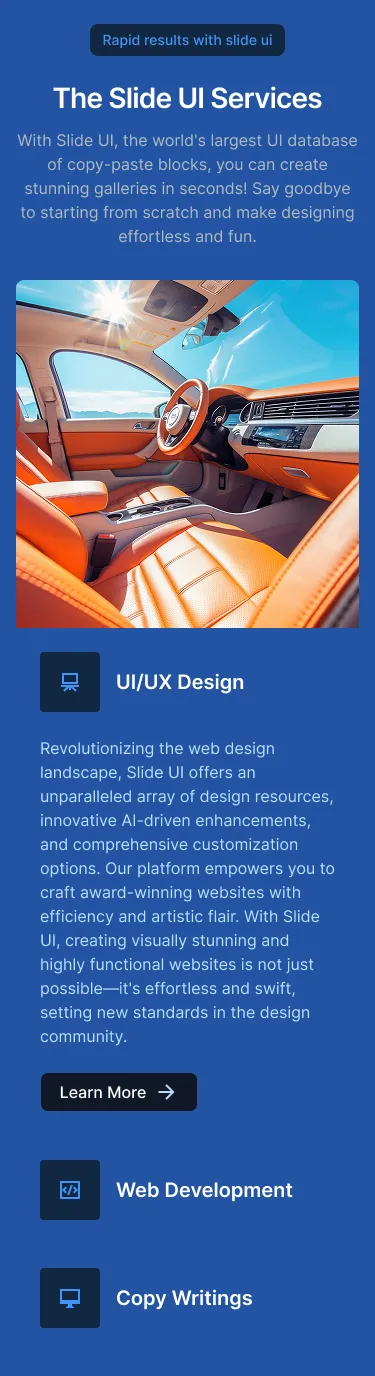 Rapid results with slide ui
The Slide UI Services
With Slide UI, the world's largest UI database
of copy-paste blocks, you can create
stunning galleries in seconds! Say goodbye
to starting from scratch and make designing
effortless and fun.
UI/UX Design
Revolutionizing the web design
landscape, Slide UI offers an
unparalleled array of design resources,
innovative AI-driven enhancements,
and comprehensive customization
options. Our platform empowers you to
craft award-winning websites with
efficiency and artistic flair. With Slide
UI, creating visually stunning and
highly functional websites is not just
possible—it's effortless and swift,
setting new standards in the design
community.
Learn More
Web Development
Copy Writings